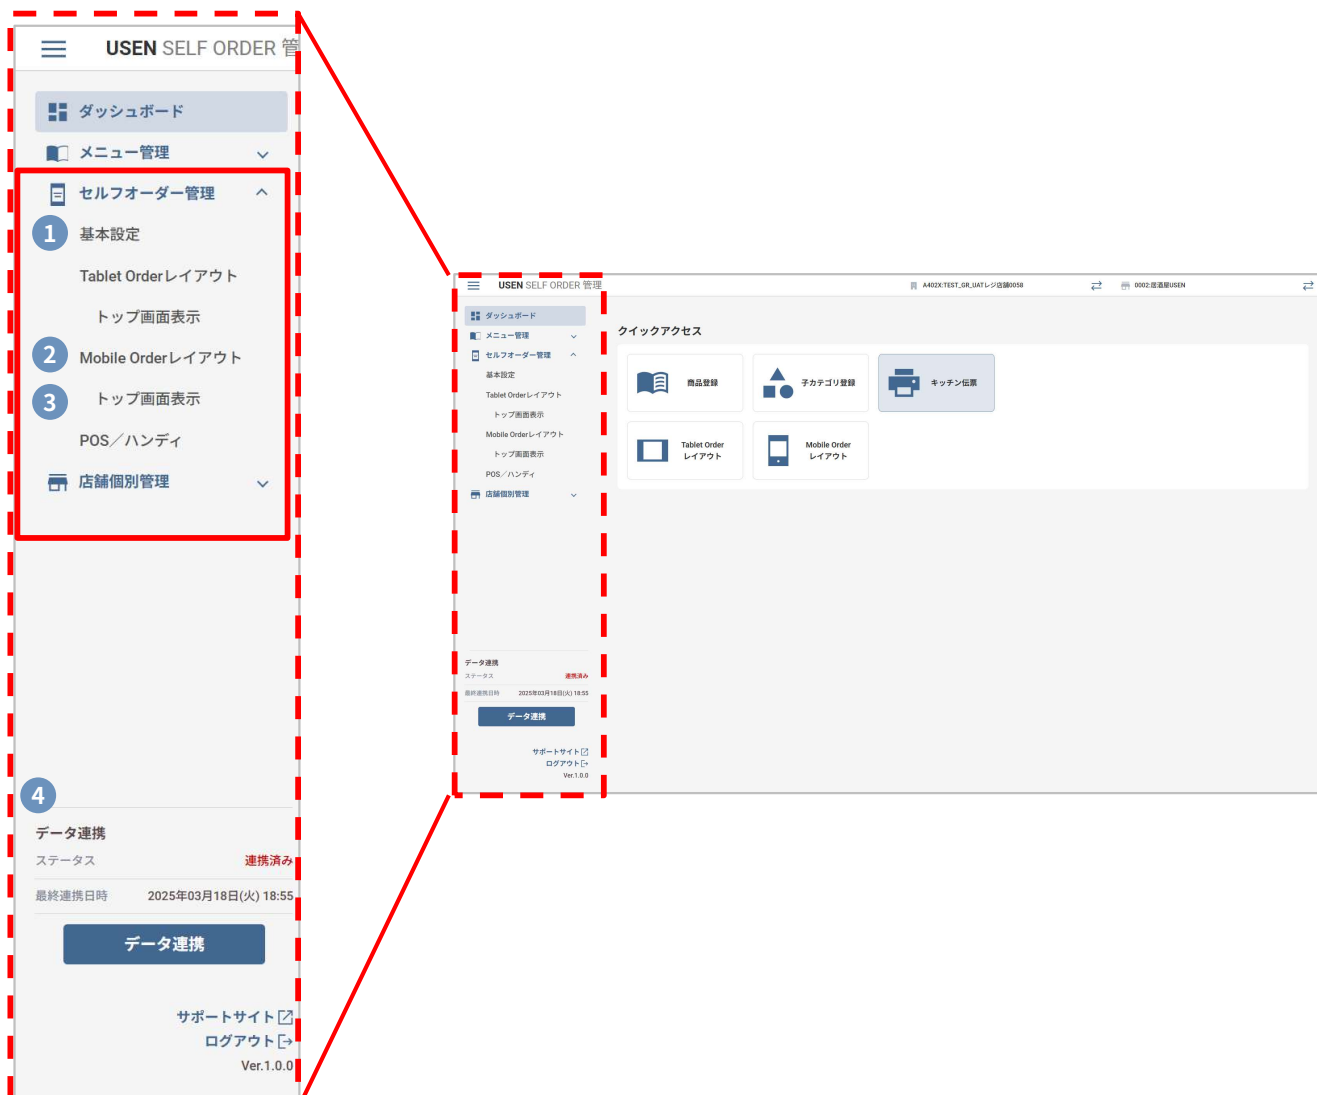 USEN SELF ORDER 管
ダッシュボード
メニュー管理
セルフオーダー管理
1 基本設定
Tablet Orderレイアウト
トップ画面表示
2 Mobile Orderレイアウト
3 トップ画面表示
POS／ハンディ
店舗個別管理
4
データ連携
ステータス 連携済み
最終連携日時 2025年03月18日(火) 18:55
データ連携
サポートサイト
ログアウト
Ver.1.0.0
USEN SELF ORDER 管理 A402X:TEST_GR_UATレジ店舗0058 0002:居酒屋USEN
ダッシュボード
メニュー管理
セルフオーダー管理
基本設定
Tablet Orderレイアウト
トップ画面表示
Mobile Orderレイアウト
トップ画面表示
POS／ハンディ
店舗個別管理
データ連携
ステータス 連携済み
最終連携日時 2025年03月18日(火) 18:55
データ連携
サポートサイト
ログアウト
Ver.1.0.0
クイックアクセス
商品登録
子カテゴリ登録
キッチン伝票
Tablet Order
レイアウト
Mobile Order
レイアウト